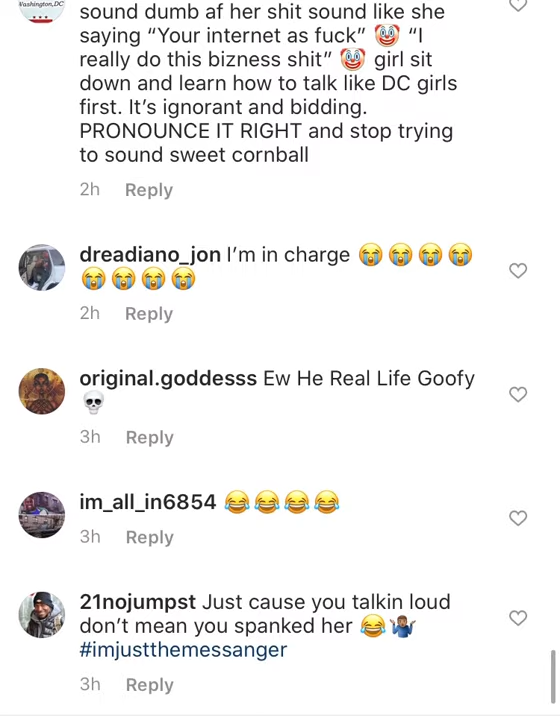 Washington,DC
sound dumb af her shit sound like she
saying “Your internet as fuck” 🤡 “I
really do this bizness shit” 🤡 girl sit
down and learn how to talk like DC girls
first. It’s ignorant and bidding.
PRONOUNCE IT RIGHT and stop trying
to sound sweet cornball
2h Reply
dreadiano_jon I’m in charge 😭😭😭😭
😭😭😭😭
2h Reply
original.goddesss Ew He Real Life Goofy
💀
3h Reply
im_all_in6854 😂😂😂😂
3h Reply
21nojumpst Just cause you talkin loud
don’t mean you spanked her 😂🤷🏾‍♂️
#imjustthemessanger
3h Reply